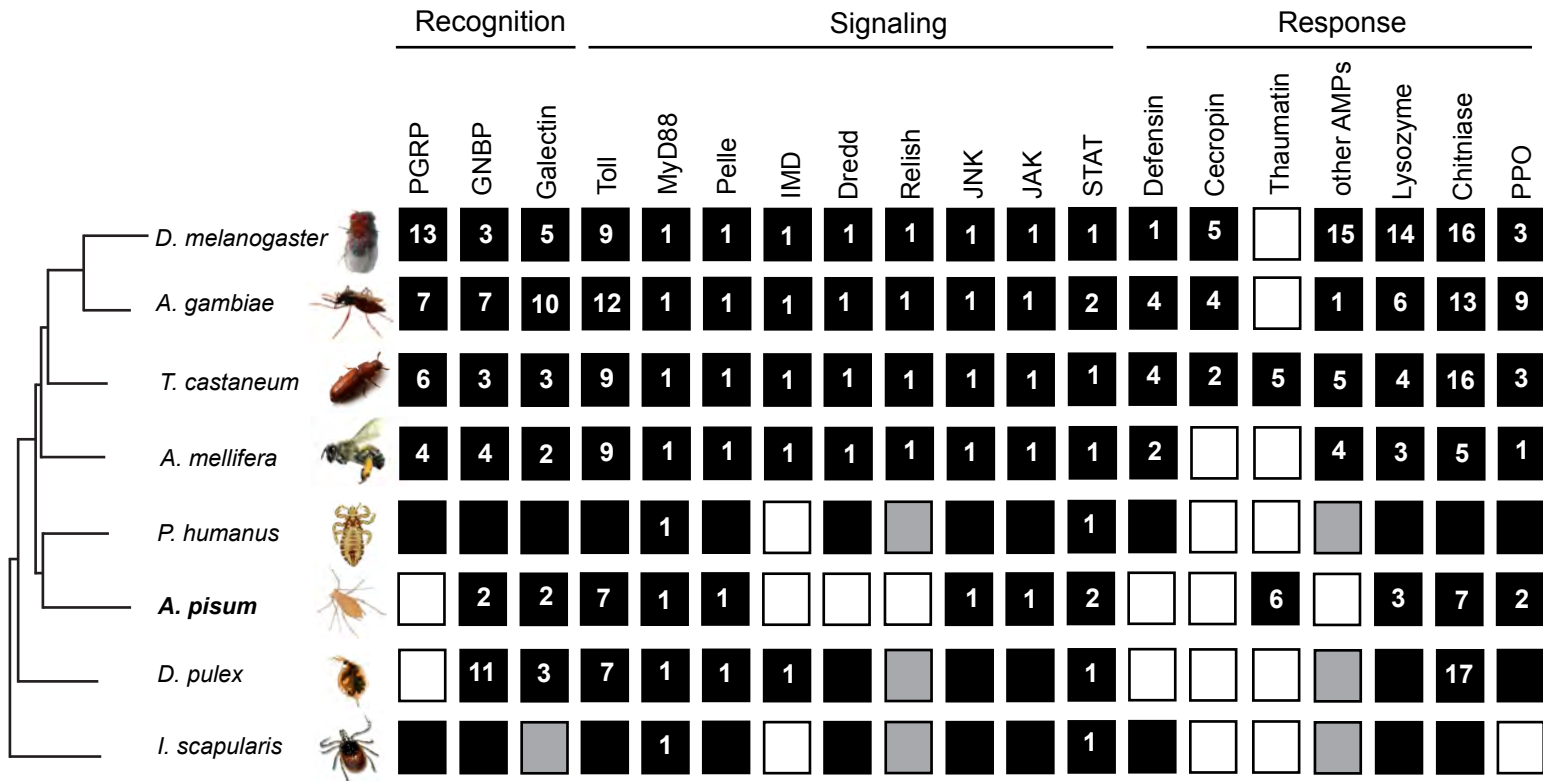 Recognition Signaling Response
PGRP GNBP Galectin Toll MyD88 Pelle IMD Dredd Relish JNK JAK STAT Defensin Cecropin Thaumatin other AMPs Lysozyme Chitniase PPO
D. melanogaster 13 3 5 9 1 1 1 1 1 1 1 1 1 5 15 14 16 3
A. gambiae 7 7 10 12 1 1 1 1 1 1 1 2 4 4 1 6 13 9
T. castaneum 6 3 3 9 1 1 1 1 1 1 1 1 4 2 5 5 4 16 3
A. mellifera 4 4 2 9 1 1 1 1 1 1 1 1 2 4 3 5 1
P. humanus 1 1
A. pisum 2 2 7 1 1 1 1 2 6 3 7 2
D. pulex 11 3 7 1 1 1 1 17
I. scapularis 1 1